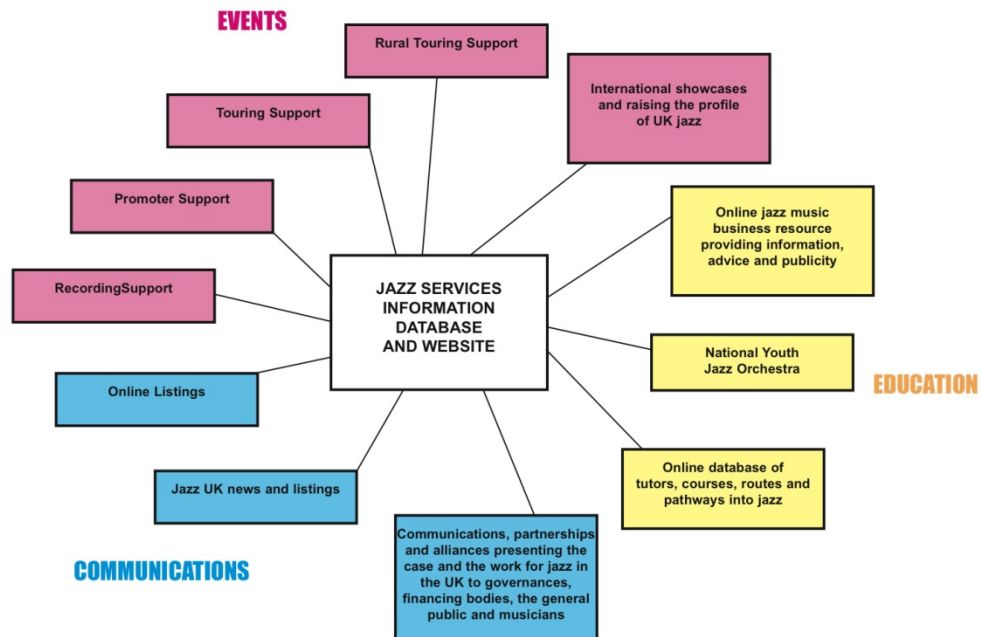 EVENTS
Rural Touring Support
International showcases
and raising the profile
of UK jazz
Touring Support
Promoter Support
Online jazz music
business resource
providing information,
advice and publicity
RecordingSupport
JAZZ SERVICES
INFORMATION
DATABASE
AND WEBSITE
National Youth
Jazz Orchestra
EDUCATION
Online Listings
Online database of
tutors, courses, routes and
pathways into jazz
Jazz UK news and listings
Communications, partnerships
and alliances presenting the
case and the work for jazz in
the UK to governances,
financing bodies, the general
public and musicians
COMMUNICATIONS